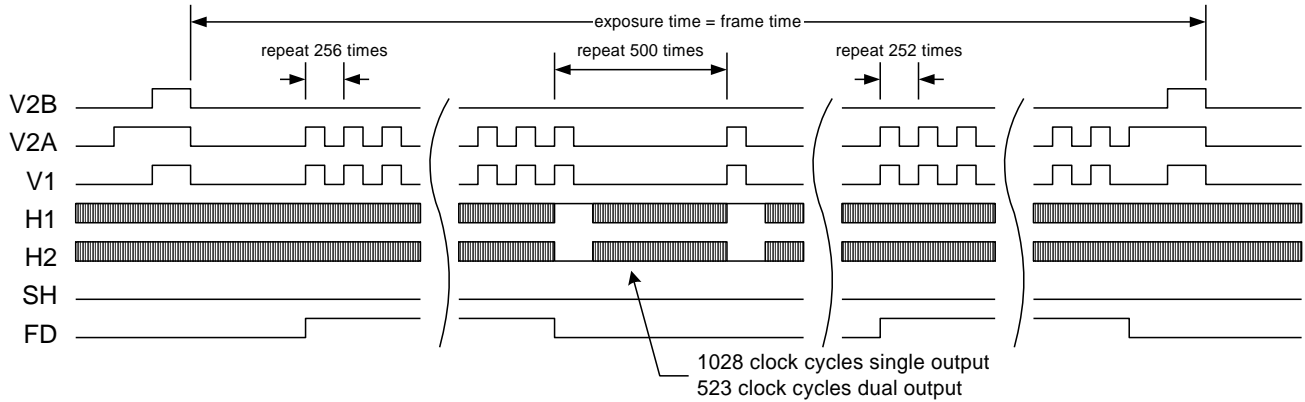 exposure time = frame time
repeat 256 times
repeat 500 times
repeat 252 times
V2B
V2A
V1
H1
H2
SH
FD
1028 clock cycles single output
523 clock cycles dual output